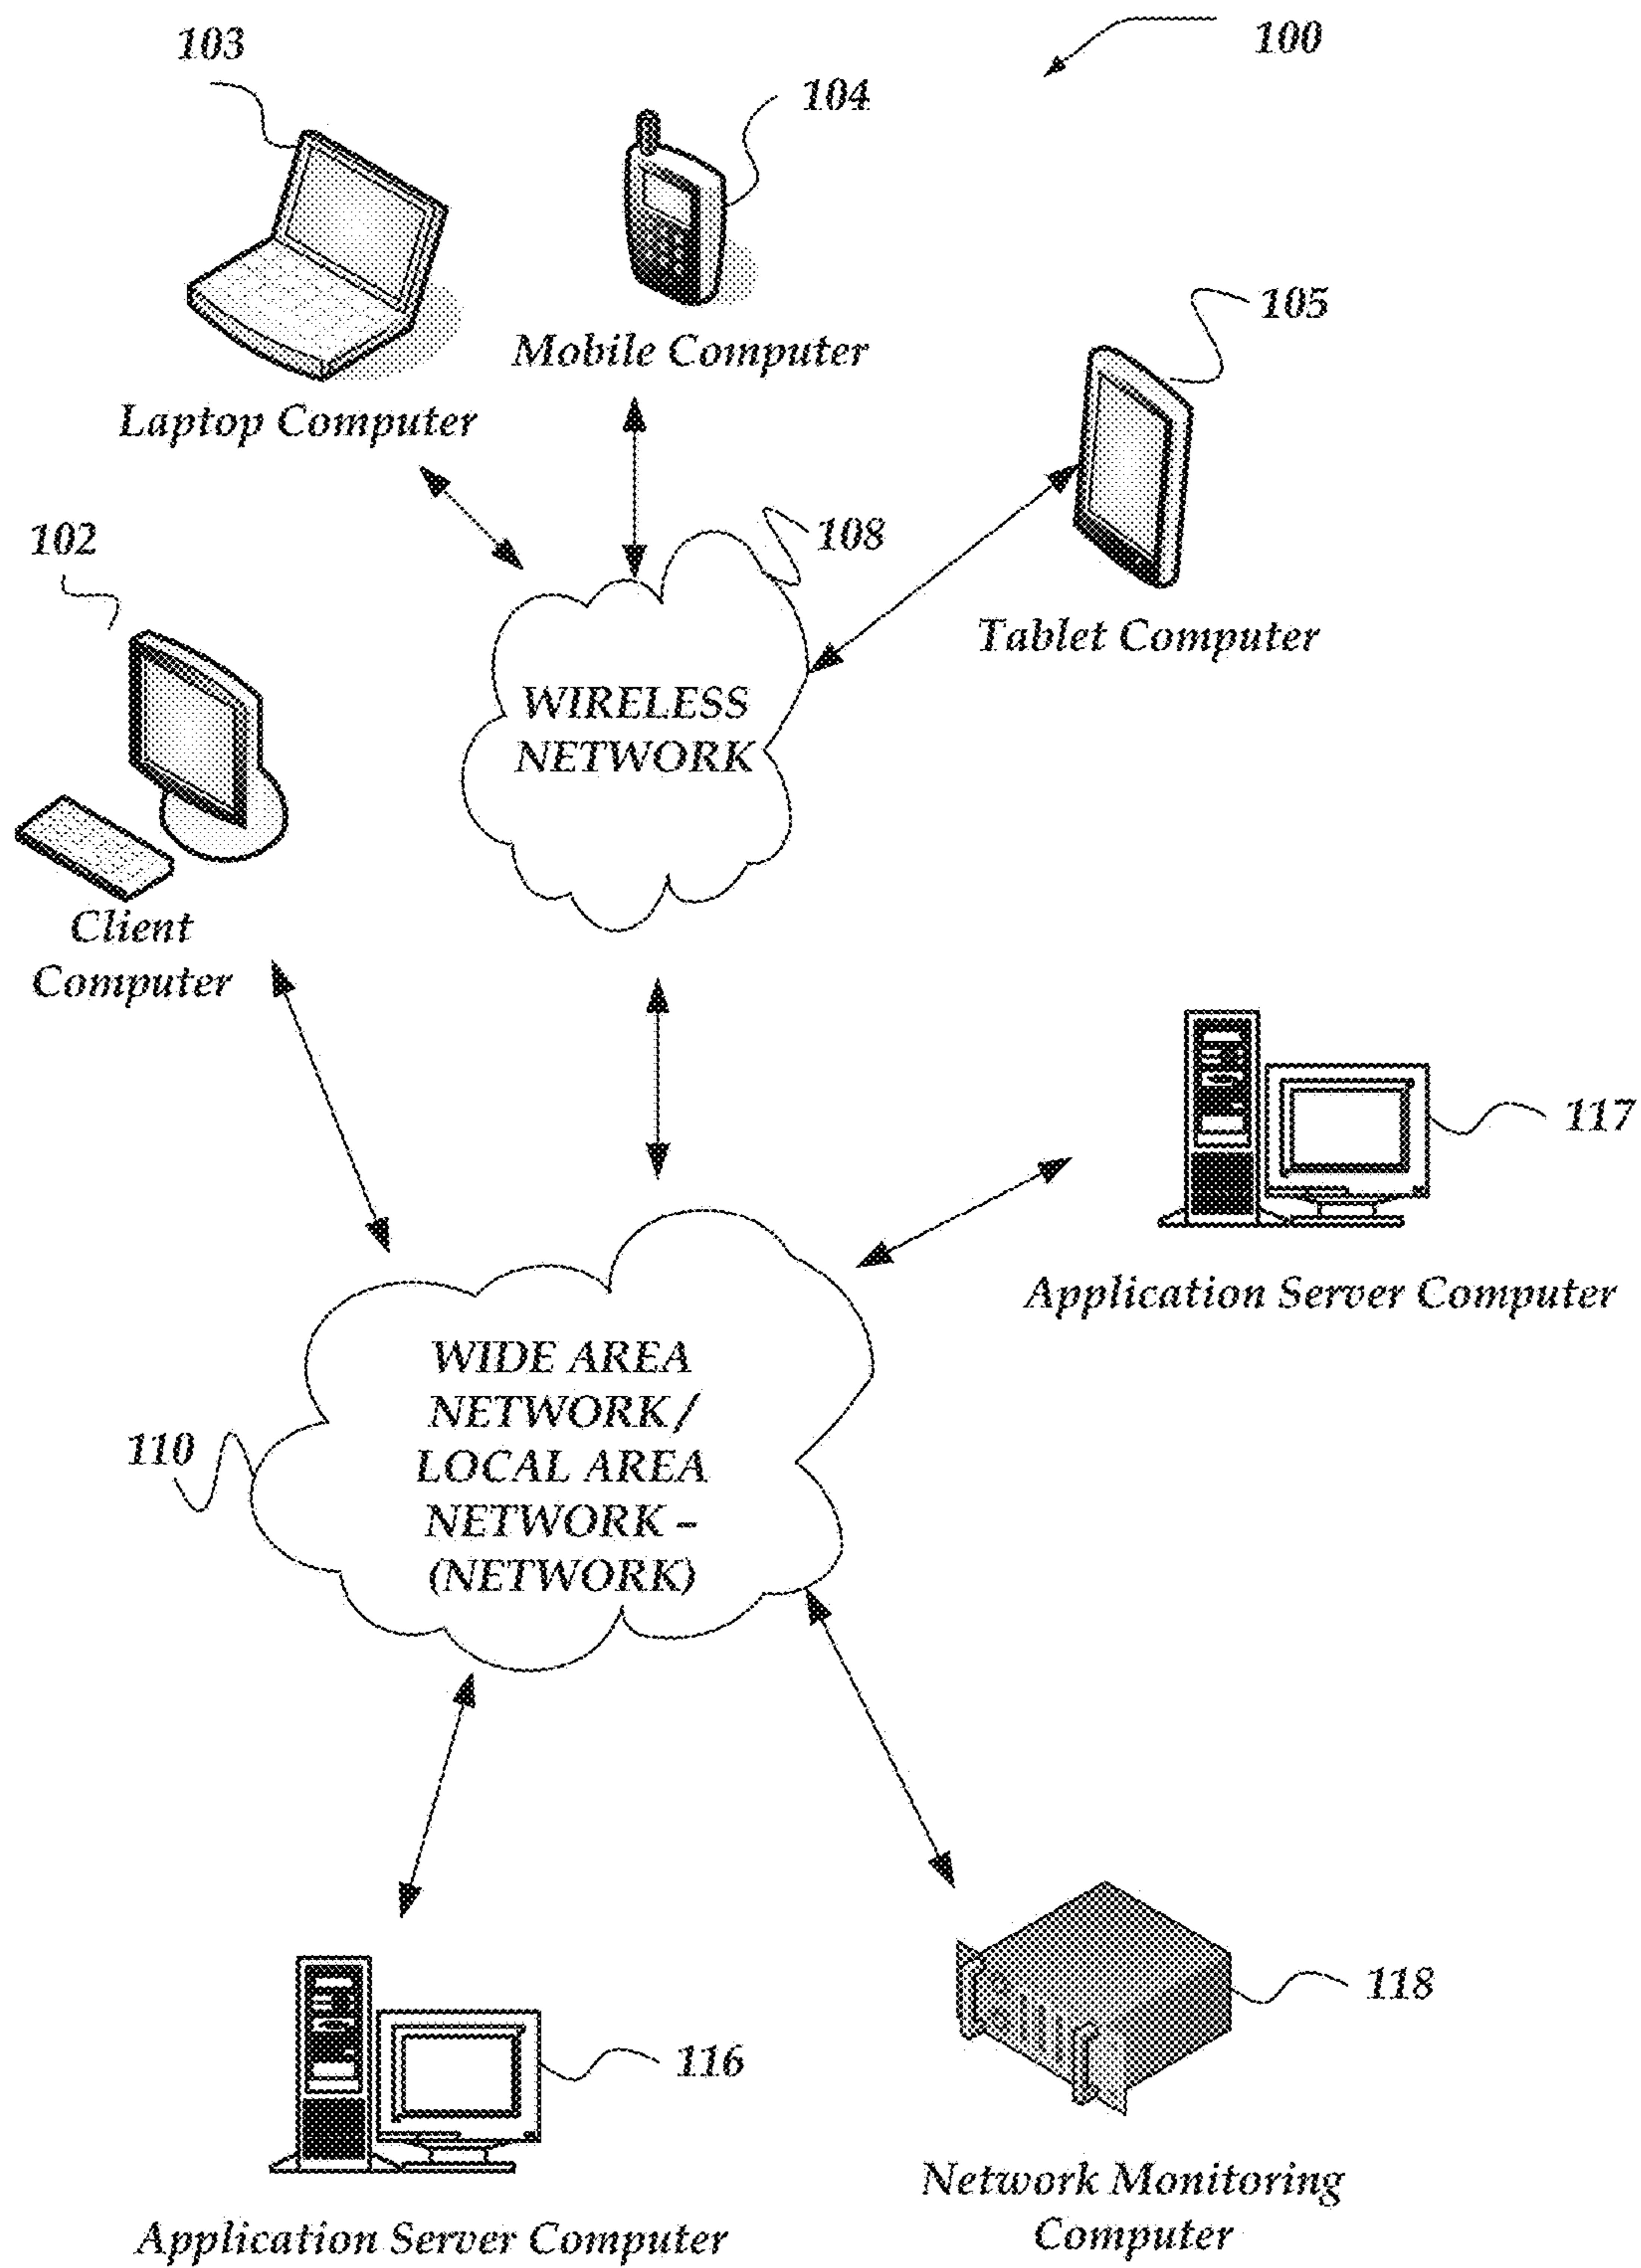 103
100
104
105
Mobile Computer
Laptop Computer
102
108
Tablet Computer
WIRELESS
NETWORK
Client
Computer
117
Application Server Computer
WIDE AREA
NETWORK /
LOCAL AREA
NETWORK –
(NETWORK)
110
118
116
Network Monitoring
Computer
Application Server Computer